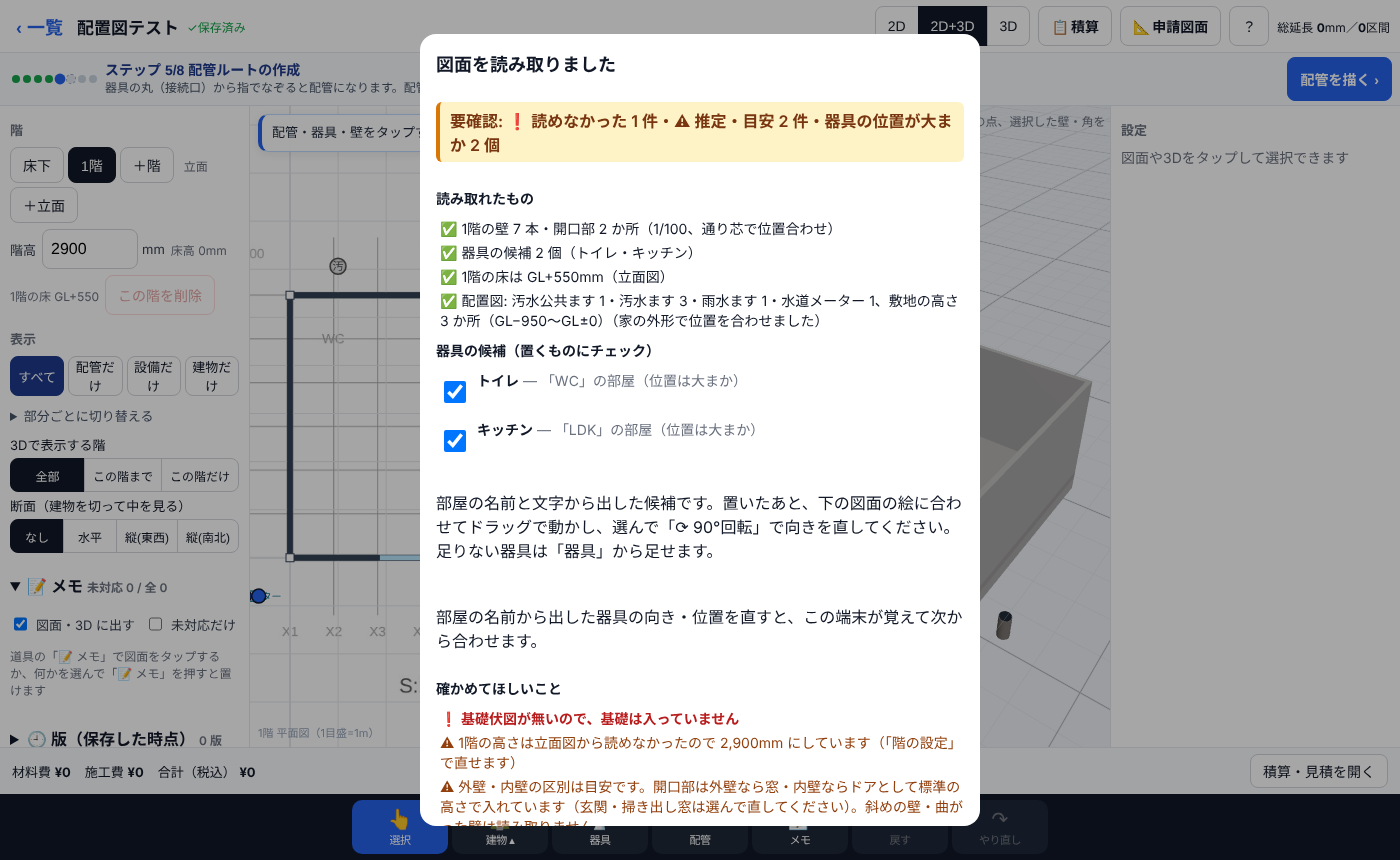 ‹ 一覧 配置図テスト ✓保存済み
2D 2D+3D 3D 📋積算 📐申請図面 ? 総延長 0mm／0区間
ステップ 5/8 配管ルートの作成
器具の丸（接続口）から指でなぞると配管になります。配管
配管を描く ›
階
床下 1階 ＋階 立面
＋立面
階高 2900 mm 床高 0mm
1階の床 GL+550 この階を削除
表示
すべて 配管だけ 設備だけ 建物だけ
▶ 部分ごとに切り替える
3Dで表示する階
全部 この階まで この階だけ
断面（建物を切って中を見る）
なし 水平 縦(東西) 縦(南北)
▼ 📝 メモ 未対応 0 / 全 0
図面・3D に出す 未対応だけ
道具の「📝 メモ」で図面をタップする
か、何かを選んで「📝 メモ」を押すと置
けます
▶ 🕘 版（保存した時点） 0 版
配管・器具・壁をタップ
00
汚
WC
ター
X1 X2 X3
S:
1階 平面図（1目盛=1m）
図面を読み取りました
要確認: ❗ 読めなかった 1 件・⚠ 推定・目安 2 件・器具の位置が大ま
か 2 個
読み取れたもの
✅ 1階の壁 7 本・開口部 2 か所（1/100、通り芯で位置合わせ）
✅ 器具の候補 2 個（トイレ・キッチン）
✅ 1階の床は GL+550mm（立面図）
✅ 配置図: 汚水公共ます 1・汚水ます 3・雨水ます 1・水道メーター 1、敷地の高さ
3 か所（GL−950〜GL±0）（家の外形で位置を合わせました）
器具の候補（置くものにチェック）
トイレ — 「WC」の部屋（位置は大まか）
キッチン — 「LDK」の部屋（位置は大まか）
部屋の名前と文字から出した候補です。置いたあと、下の図面の絵に合わ
せてドラッグで動かし、選んで「⟳ 90°回転」で向きを直してください。
足りない器具は「器具」から足せます。
部屋の名前から出した器具の向き・位置を直すと、この端末が覚えて次か
ら合わせます。
確かめてほしいこと
❗ 基礎伏図が無いので、基礎は入っていません
⚠ 1階の高さは立面図から読めなかったので 2,900mm にしています（「階の設定」
で直せます）
⚠ 外壁・内壁の区別は目安です。開口部は外壁なら窓・内壁ならドアとして標準の
高さで入れています（玄関・掃き出し窓は選んで直してください）。斜めの壁・曲が
の点、選択した壁・角を
設定
図面や3Dをタップして選択できます
材料費 ¥0 施工費 ¥0 合計（税込） ¥0
積算・見積を開く
👆 選択 建物▲ 器具 配管 メモ 戻す ↷ やり直し